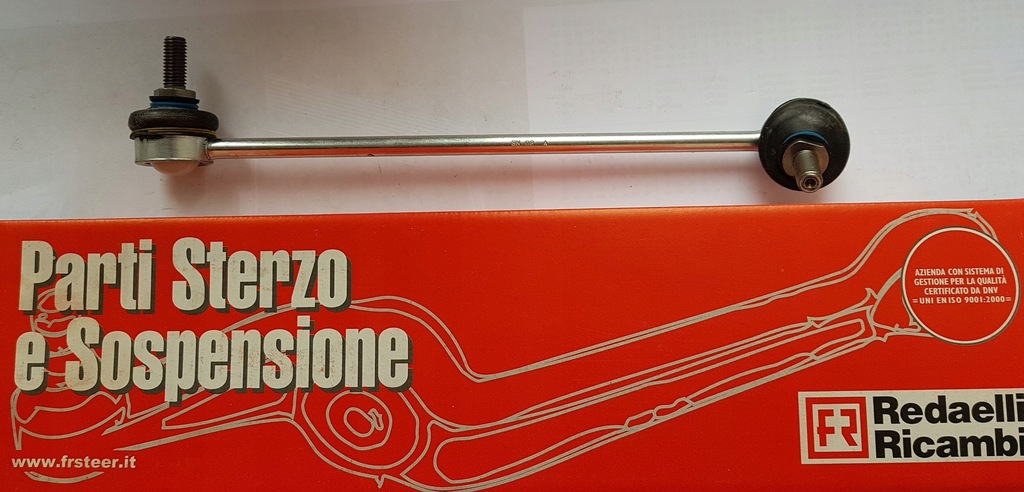 Parti Sterzo
e Sospensione
AZIENDA CON SISTEMA DI
GESTIONE PER LA QUALITÀ
CERTIFICATO DA DNV
=UNI EN ISO 9001:2000=
FR
Redaelli
Ricambi
www.frsteer.it